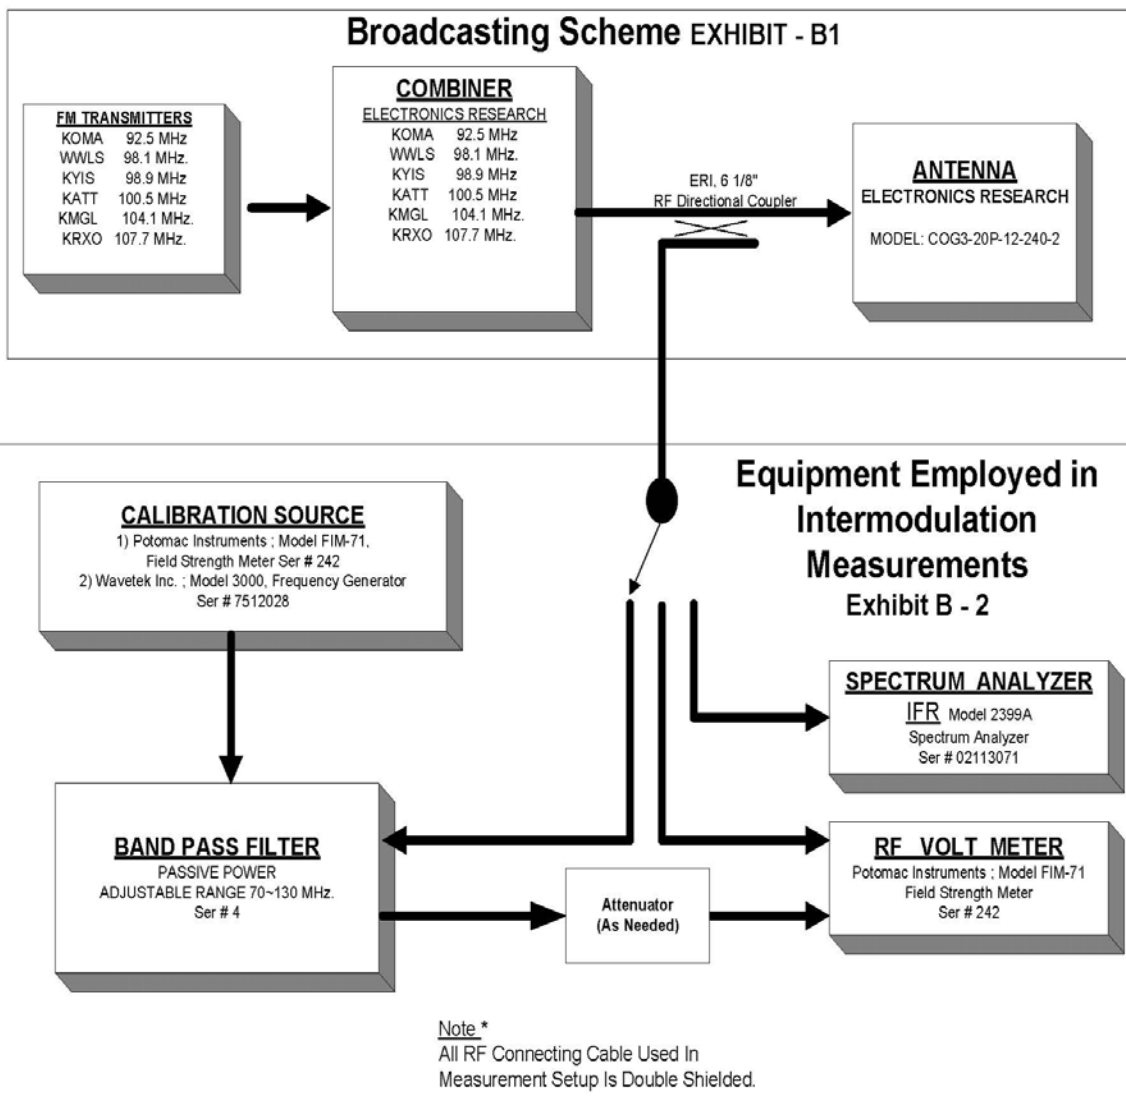 Broadcasting Scheme EXHIBIT - B1
FM TRANSMITTERS
KOMA 92.5 MHz
WWLS 98.1 MHz.
KYIS 98.9 MHz
KATT 100.5 MHz
KMGL 104.1 MHz.
KRXO 107.7 MHz.
COMBINER
ELECTRONICS RESEARCH
KOMA 92.5 MHz
WWLS 98.1 MHz.
KYIS 98.9 MHz
KATT 100.5 MHz
KMGL 104.1 MHz.
KRXO 107.7 MHz.
ERI, 6 1/8"
RF Directional Coupler
ANTENNA
ELECTRONICS RESEARCH
MODEL: COG3-20P-12-240-2
Equipment Employed in
Intermodulation
Measurements
Exhibit B - 2
CALIBRATION SOURCE
1) Potomac Instruments ; Model FIM-71,
Field Strength Meter Ser # 242
2) Wavetek Inc. ; Model 3000, Frequency Generator
Ser # 7512028
SPECTRUM ANALYZER
IFR Model 2399A
Spectrum Analyzer
Ser # 02113071
BAND PASS FILTER
PASSIVE POWER
ADJUSTABLE RANGE 70~130 MHz.
Ser # 4
Attenuator
(As Needed)
RF VOLT METER
Potomac Instruments ; Model FIM-71
Field Strength Meter
Ser # 242
Note *
All RF Connecting Cable Used In
Measurement Setup Is Double Shielded.